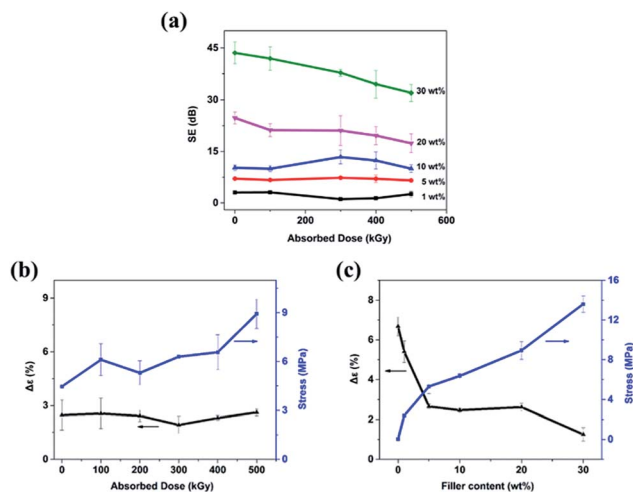 (a)
45
30
15
0
SE (dB)
30 wt%
20 wt%
10 wt%
5 wt%
1 wt%
0 200 400 600
Absorbed Dose (kGy)
(b)
9
6
3
0
Δε (%)
9
6
3
0
Stress (MPa)
0 100 200 300 400 500
Absorbed Dose (kGy)
(c)
8
6
4
2
0
Δε (%)
16
12
8
4
0
Stress (MPa)
0 10 20 30
Filler content (wt%)